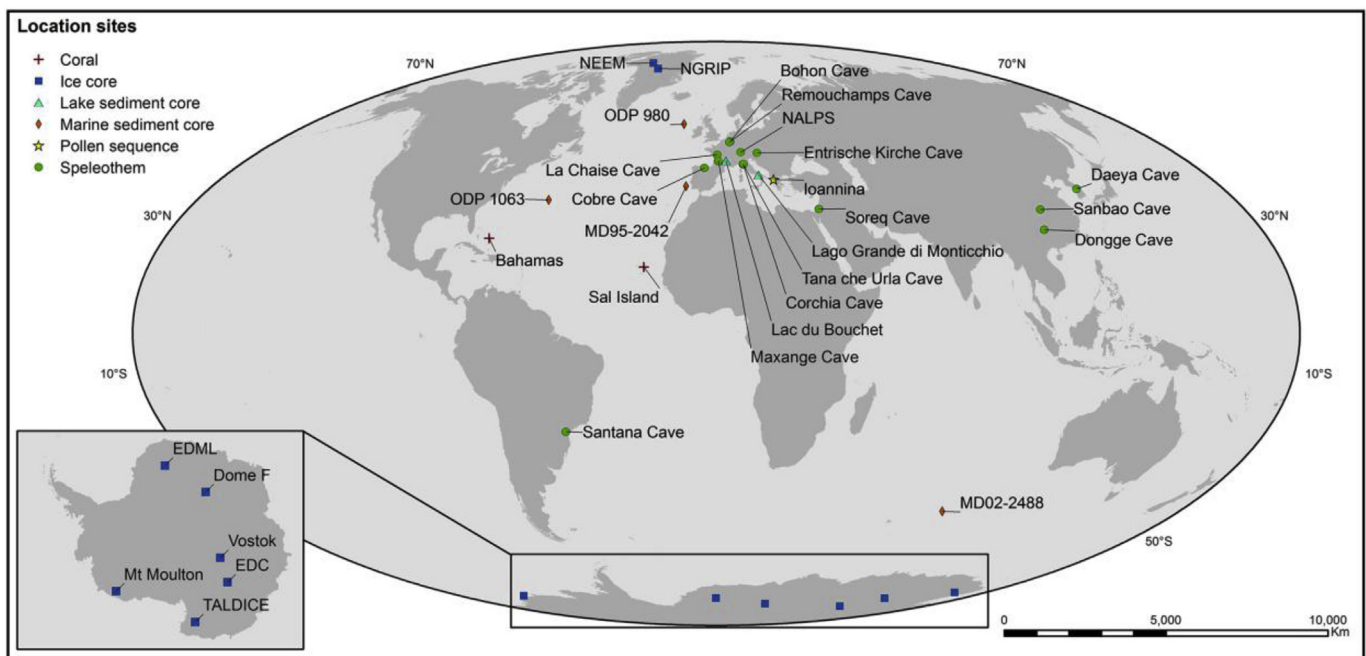 Location sites
Coral
Ice core
Lake sediment core
Marine sediment core
Pollen sequence
Speleothem
70°N
70°N
NEEM
NGRIP
Bohon Cave
Remouchamps Cave
ODP 980
NALPS
La Chaise Cave
Entrische Kirche Cave
Daeya Cave
ODP 1063
Cobre Cave
Ioannina
30°N
Sanbao Cave
30°N
MD95-2042
Soreq Cave
Dongge Cave
Bahamas
Lago Grande di Monticchio
Sal Island
Tana che Urla Cave
Corchia Cave
Lac du Bouchet
Maxange Cave
10°S
10°S
Santana Cave
EDML
Dome F
Vostok
EDC
Mt Moulton
TALDICE
MD02-2488
50°S
0 5,000 10,000
Km